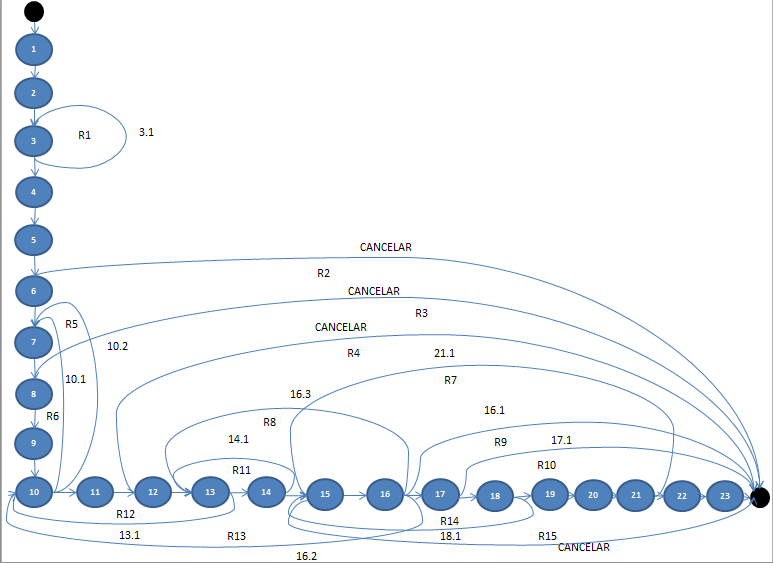 1
2
R1
3.1
3
4
5
CANCELAR
R2
6
CANCELAR
R3
R5
CANCELAR
7
10.2
R4
21.1
10.1
R7
8
16.3
R6
R8
16.1
9
14.1
R9
17.1
R11
R10
10
11
12
13
14
15
16
17
18
19
20
21
22
23
R12
R14
13.1
R13
18.1
R15
CANCELAR
16.2